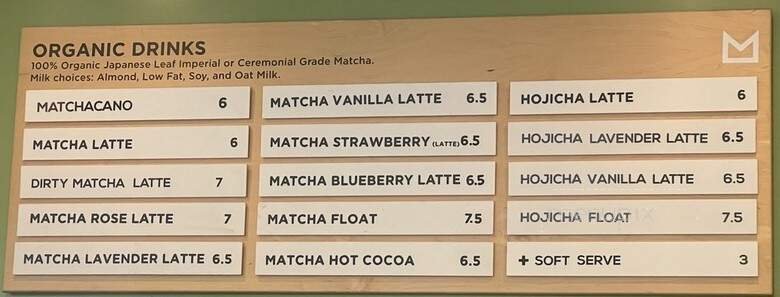 ORGANIC DRINKS
100% Organic Japanese Leaf Imperial or Ceremonial Grade Matcha.
Milk choices: Almond, Low Fat, Soy, and Oat Milk.
MATCHACANO 6
MATCHA LATTE 6
DIRTY MATCHA LATTE 7
MATCHA ROSE LATTE 7
MATCHA LAVENDER LATTE 6.5
MATCHA VANILLA LATTE 6.5
MATCHA STRAWBERRY (LATTE) 6.5
MATCHA BLUEBERRY LATTE 6.5
MATCHA FLOAT 7.5
MATCHA HOT COCOA 6.5
HOJICHA LATTE 6
HOJICHA LAVENDER LATTE 6.5
HOJICHA VANILLA LATTE 6.5
HOJICHA FLOAT 7.5
+ SOFT SERVE 3